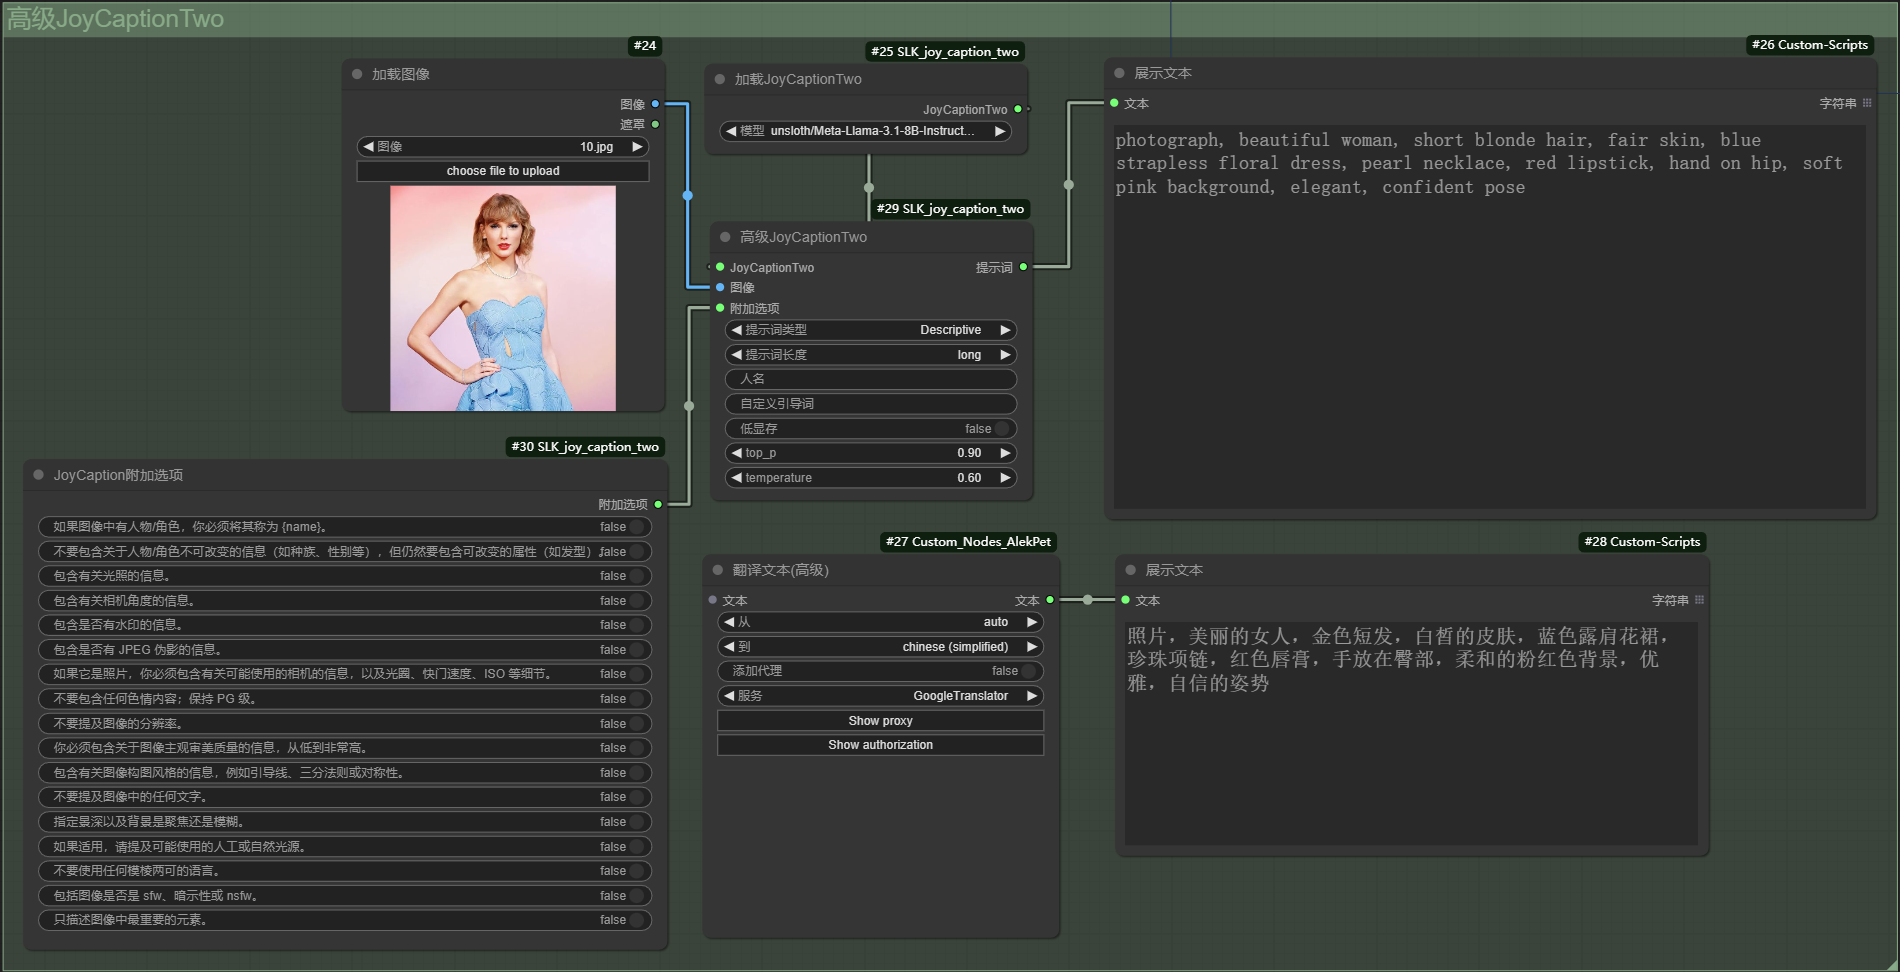 高级JoyCaptionTwo
#24
加载图像
图像
遮罩
图像 10.jpg
choose file to upload
#25 SLK_joy_caption_two
加载JoyCaptionTwo
JoyCaptionTwo
模型 unsloth/Meta-Llama-3.1-8B-Instruct...
#29 SLK_joy_caption_two
高级JoyCaptionTwo
JoyCaptionTwo 提示词
图像
附加选项
提示词类型 Descriptive
提示词长度 long
人名
自定义引导词
低显存 false
top_p 0.90
temperature 0.60
#26 Custom-Scripts
展示文本
文本 字符串
photograph, beautiful woman, short blonde hair, fair skin, blue
strapless floral dress, pearl necklace, red lipstick, hand on hip, soft
pink background, elegant, confident pose
#30 SLK_joy_caption_two
JoyCaption附加选项
附加选项
如果图像中有人物/角色，你必须将其称为 {name}。 false
不要包含关于人物/角色不可改变的信息（如种族、性别等），但仍然要包含可改变的属性（如发型）。 false
包含有关光照的信息。 false
包含有关相机角度的信息。 false
包含是否有水印的信息。 false
包含是否有 JPEG 伪影的信息。 false
如果它是照片，你必须包含有关可能使用的相机的信息，以及光圈、快门速度、ISO 等细节。 false
不要包含任何色情内容；保持 PG 级。 false
不要提及图像的分辨率。 false
你必须包含关于图像主观审美质量的信息，从低到非常高。 false
包含有关图像构图风格的信息，例如引导线、三分法则或对称性。 false
不要提及图像中的任何文字。 false
指定景深以及背景是聚焦还是模糊。 false
如果适用，请提及可能使用的人工或自然光源。 false
不要使用任何模棱两可的语言。 false
包括图像是否是 sfw、暗示性或 nsfw。 false
只描述图像中最重要的元素。 false
#27 Custom_Nodes_AlekPet
翻译文本(高级)
文本 文本
从 auto
到 chinese (simplified)
添加代理 false
服务 GoogleTranslator
Show proxy
Show authorization
#28 Custom-Scripts
展示文本
文本 字符串
照片，美丽的女人，金色短发，白皙的皮肤，蓝色露肩花裙，
珍珠项链，红色唇膏，手放在臀部，柔和的粉红色背景，优
雅，自信的姿势